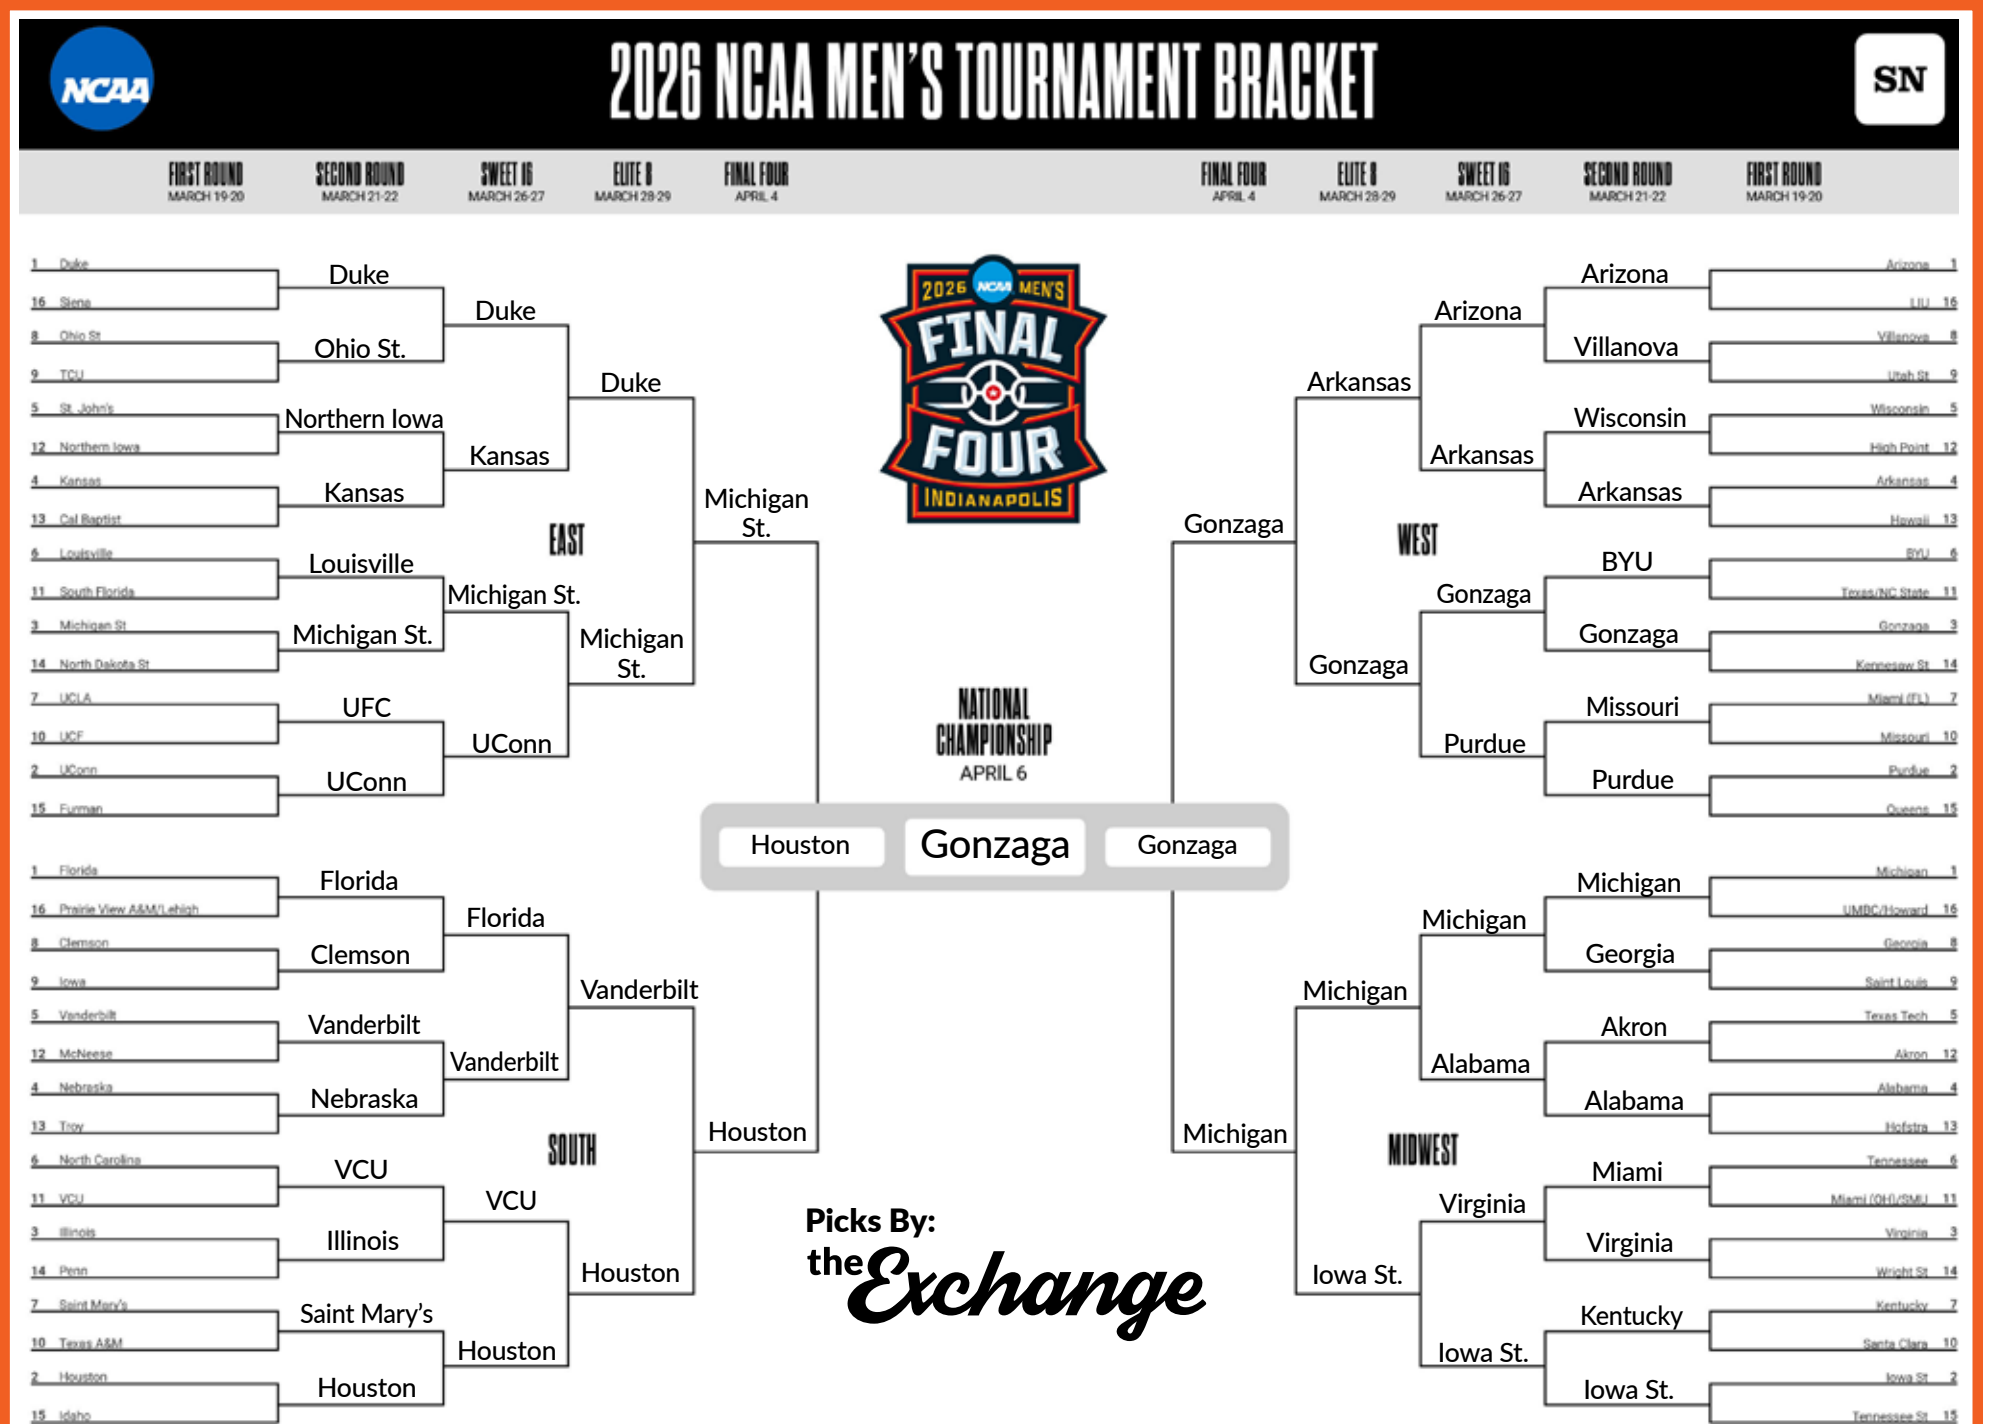 NCAA
2026 NCAA MEN'S TOURNAMENT BRACKET
SN
FIRST ROUND
MARCH 19-20
SECOND ROUND
MARCH 21-22
SWEET 16
MARCH 26-27
ELITE 8
MARCH 28-29
FINAL FOUR
APRIL 4
FINAL FOUR
APRIL 4
ELITE 8
MARCH 28-29
SWEET 16
MARCH 26-27
SECOND ROUND
MARCH 21-22
FIRST ROUND
MARCH 19-20
1 Duke
16 Siena
8 Ohio St
9 TCU
5 St. John's
12 Northern Iowa
4 Kansas
13 Cal Baptist
6 Louisville
11 South Florida
3 Michigan St
14 North Dakota St
7 UCLA
10 UCF
2 UConn
15 Furman
Duke
Ohio St.
Northern Iowa
Kansas
Louisville
Michigan St.
UFC
UConn
Duke
Kansas
Michigan St.
UConn
Duke
Michigan
St.
Michigan
St.
EAST
1 Florida
16 Prairie View A&M/Lehigh
8 Clemson
9 Iowa
5 Vanderbilt
12 McNeese
4 Nebraska
13 Troy
6 North Carolina
11 VCU
3 Illinois
14 Penn
7 Saint Mary's
10 Texas A&M
2 Houston
15 Idaho
Florida
Clemson
Vanderbilt
Nebraska
VCU
Illinois
Saint Mary's
Houston
Florida
Vanderbilt
VCU
Houston
Vanderbilt
Houston
Houston
SOUTH
2026 NCAA MEN'S
FINAL
FOUR
INDIANAPOLIS
NATIONAL
CHAMPIONSHIP
APRIL 6
Houston
Gonzaga
Gonzaga
Picks By:
the Exchange
Gonzaga
Arkansas
Gonzaga
Arizona
Arkansas
Gonzaga
Purdue
Arizona
Villanova
Wisconsin
Arkansas
BYU
Gonzaga
Missouri
Purdue
WEST
Arizona 1
LIU 16
Villanova 8
Utah St 9
Wisconsin 5
High Point 12
Arkansas 4
Hawaii 13
BYU 6
Texas/NC State 11
Gonzaga 3
Kennesaw St 14
Miami (FL) 7
Missouri 10
Purdue 2
Queens 15
Michigan
Michigan
Iowa St.
Michigan
Alabama
Virginia
Iowa St.
Michigan
Georgia
Akron
Alabama
Miami
Virginia
Kentucky
Iowa St.
MIDWEST
Michigan 1
UMBC/Howard 16
Georgia 8
Saint Louis 9
Texas Tech 5
Akron 12
Alabama 4
Hofstra 13
Tennessee 6
Miami (OH)/SMU 11
Virginia 3
Wright St 14
Kentucky 7
Santa Clara 10
Iowa St 2
Tennessee St 15